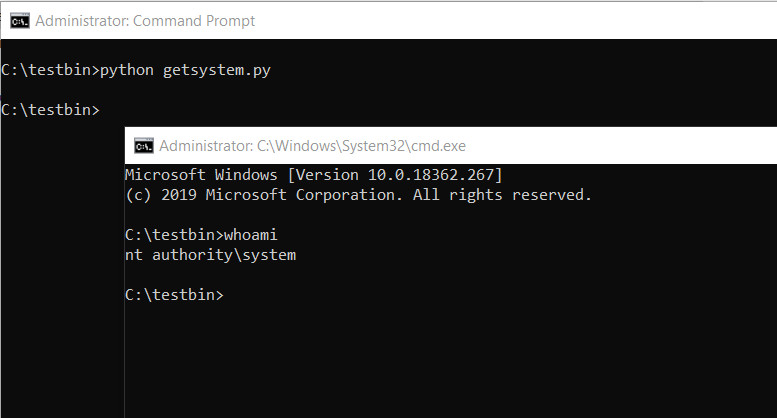 Administrator: Command Prompt
C:\testbin>python getsystem.py
C:\testbin>
Administrator: C:\Windows\System32\cmd.exe
Microsoft Windows [Version 10.0.18362.267]
(c) 2019 Microsoft Corporation. All rights reserved.
C:\testbin>whoami
nt authority\system
C:\testbin>